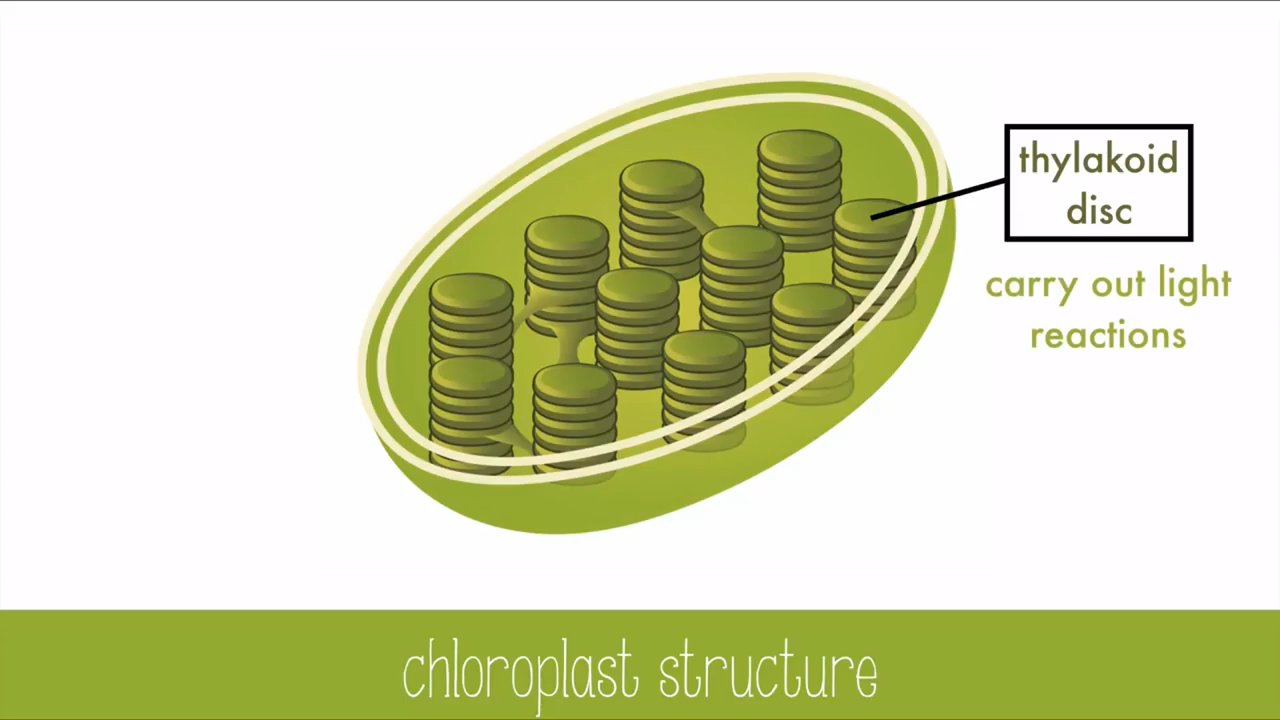 thylakoid
disc
carry out light
reactions
chloroplast structure